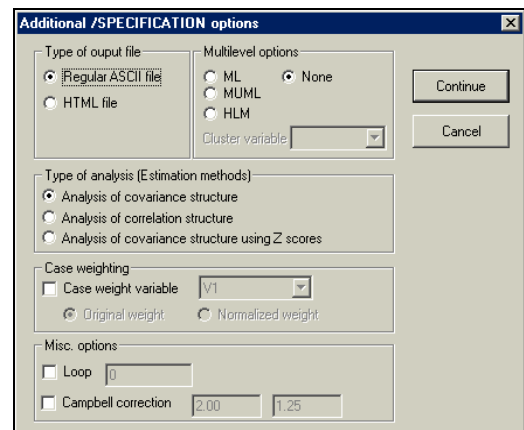 Additional /SPECIFICATION options
Type of ouput file
Regular ASCII file
HTML file
Multilevel options
ML
None
MUML
HLM
Cluster variable
Continue
Cancel
Type of analysis (Estimation methods)
Analysis of covariance structure
Analysis of correlation structure
Analysis of covariance structure using Z scores
Case weighting
Case weight variable V1
Original weight Normalized weight
Misc. options
Loop 0
Campbell correction 2.00 1.25